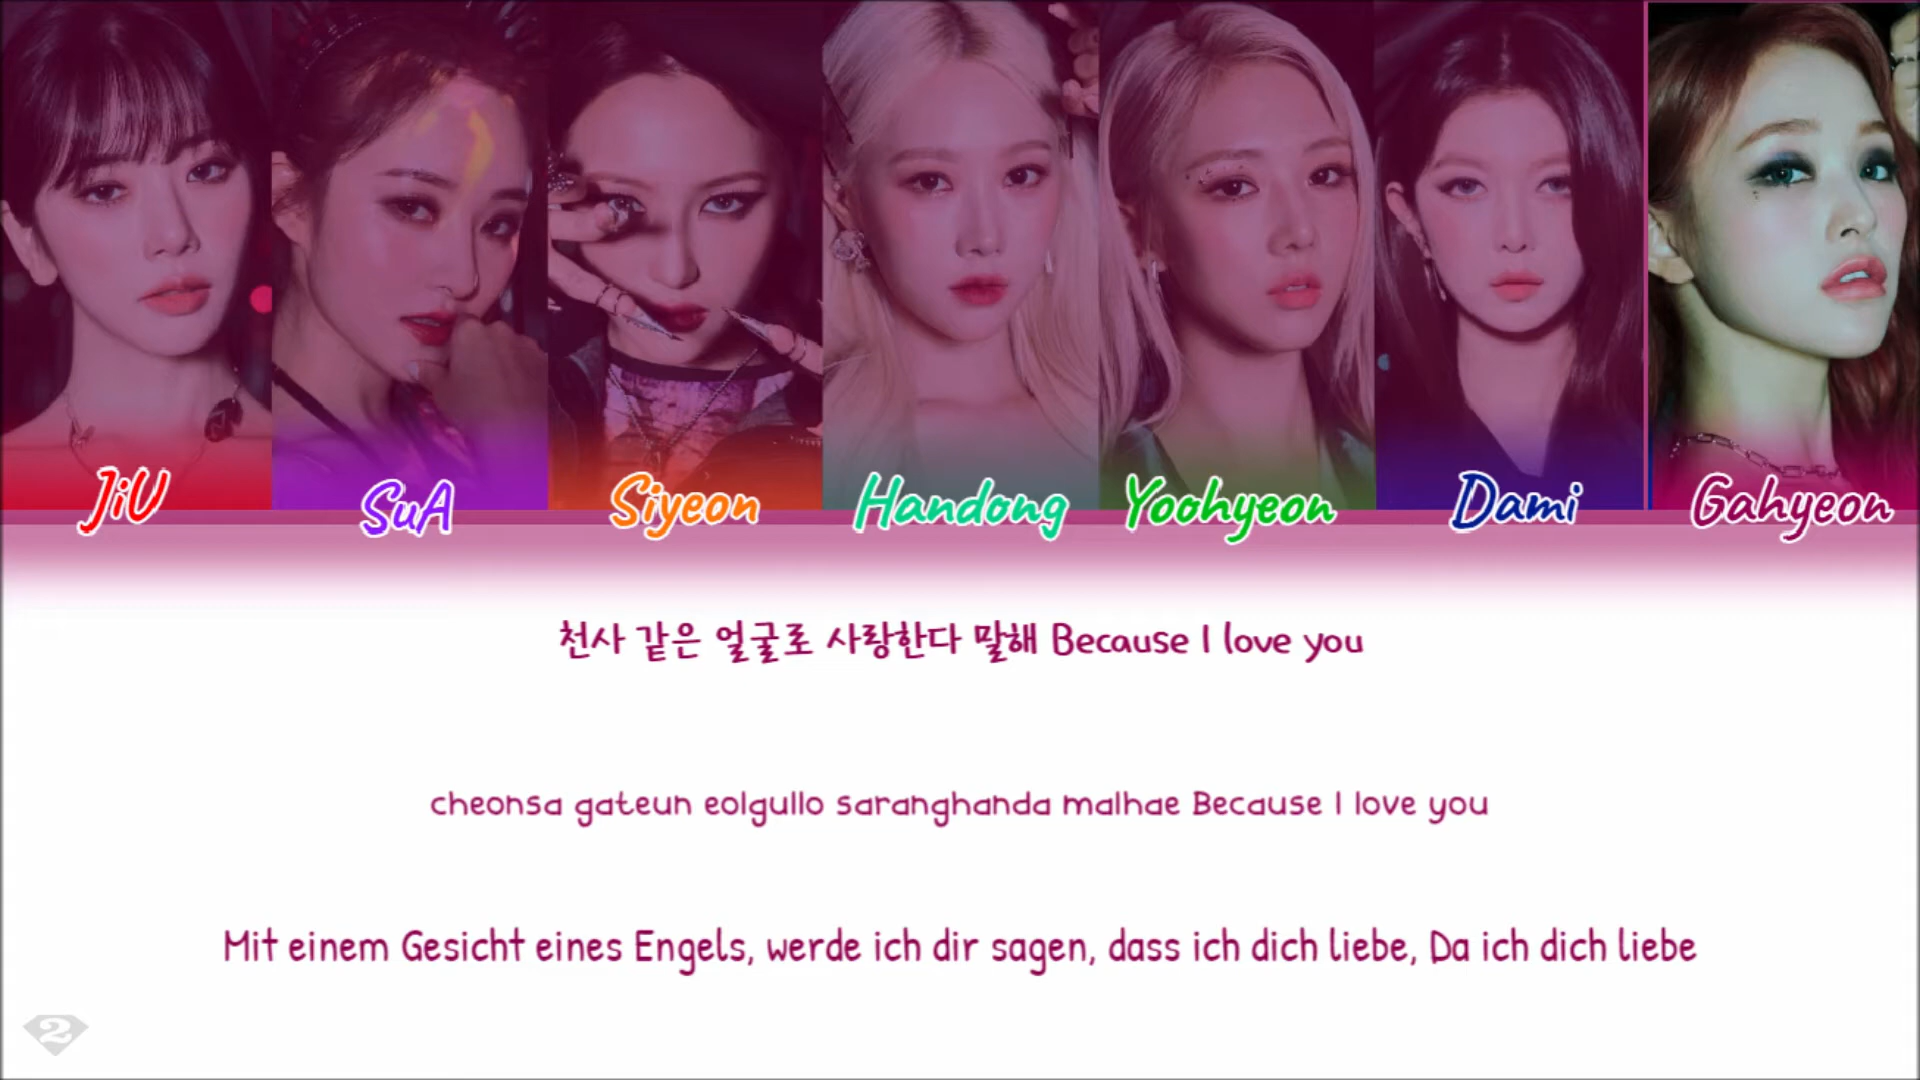 JiU SuA Siyeon Handong Yoohyeon Dami Gahyeon
천사 같은 얼굴로 사랑한다 말해 Because I love you
cheonsa gateun eolgullo saranghanda malhae Because I love you
Mit einem Gesicht eines Engels, werde ich dir sagen, dass ich dich liebe, Da ich dich liebe
2